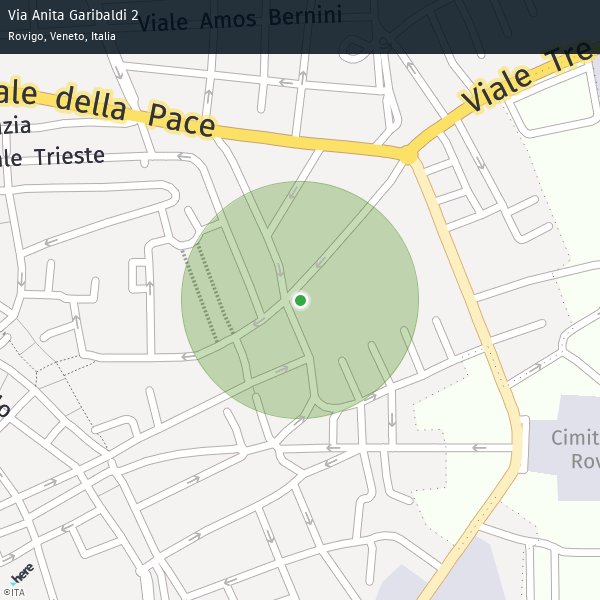 Via Anita Garibaldi 2
Rovigo, Veneto, Italia
Viale Amos Bernini
Viale Tre
ale della Pace
azia
ale Trieste
Cimit
Rov
here
©ITA